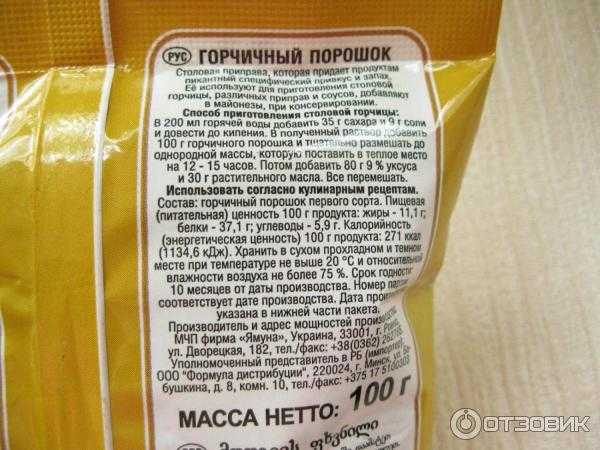 РУС ГОРЧИЧНЫЙ ПОРОШОК
Столовая приправа, которая придает продуктам
пикантный специфический привкус и запах.
Её используют для приготовления столовой
горчицы, различных приправ и соусов, добавляют
в майонезы, при консервировании.
Способ приготовления столовой горчицы:
В 200 мл горячей воды добавить 35 г сахара и 9 г соли
и довести до кипения. В полученный раствор добавить
100 г горчичного порошка и тщательно размешать до
однородной массы, которую поставить в теплое место
на 12 - 15 часов. Потом добавить 80 г 9 % уксуса
и 30 г растительного масла. Все перемешать.
Использовать согласно кулинарным рецептам.
Состав: горчичный порошок первого сорта. Пищевая
(питательная) ценность 100 г продукта: жиры - 11,1 г;
белки - 37,1 г; углеводы - 5,9 г. Калорийность
(энергетическая ценность) 100 г продукта: 271 ккал
(1134,6 кДж). Хранить в сухом прохладном и темном
месте при температуре не выше 20 °С и относительной
влажности воздуха не более 75 %. Срок годности:
10 месяцев от даты производства. Номер партии
соответствует дате производства. Дата производства
указана в нижней части пакета.
Производитель и адрес мощностей
МЧП фирма «Ямуна», Украина, 33001, г.
ул. Дворецкая, 182, тел./факс: +38(0362)
Уполномоченный представитель в РБ (импортер)
ООО "Формула дистрибуции", 220024, г. Минск, ул.
бушкина, д. 8, комн. 10, тел./факс: +375 17
МАССА НЕТТО: 100 г
მდოგვის ფხვნილი
ОТЗОВИК